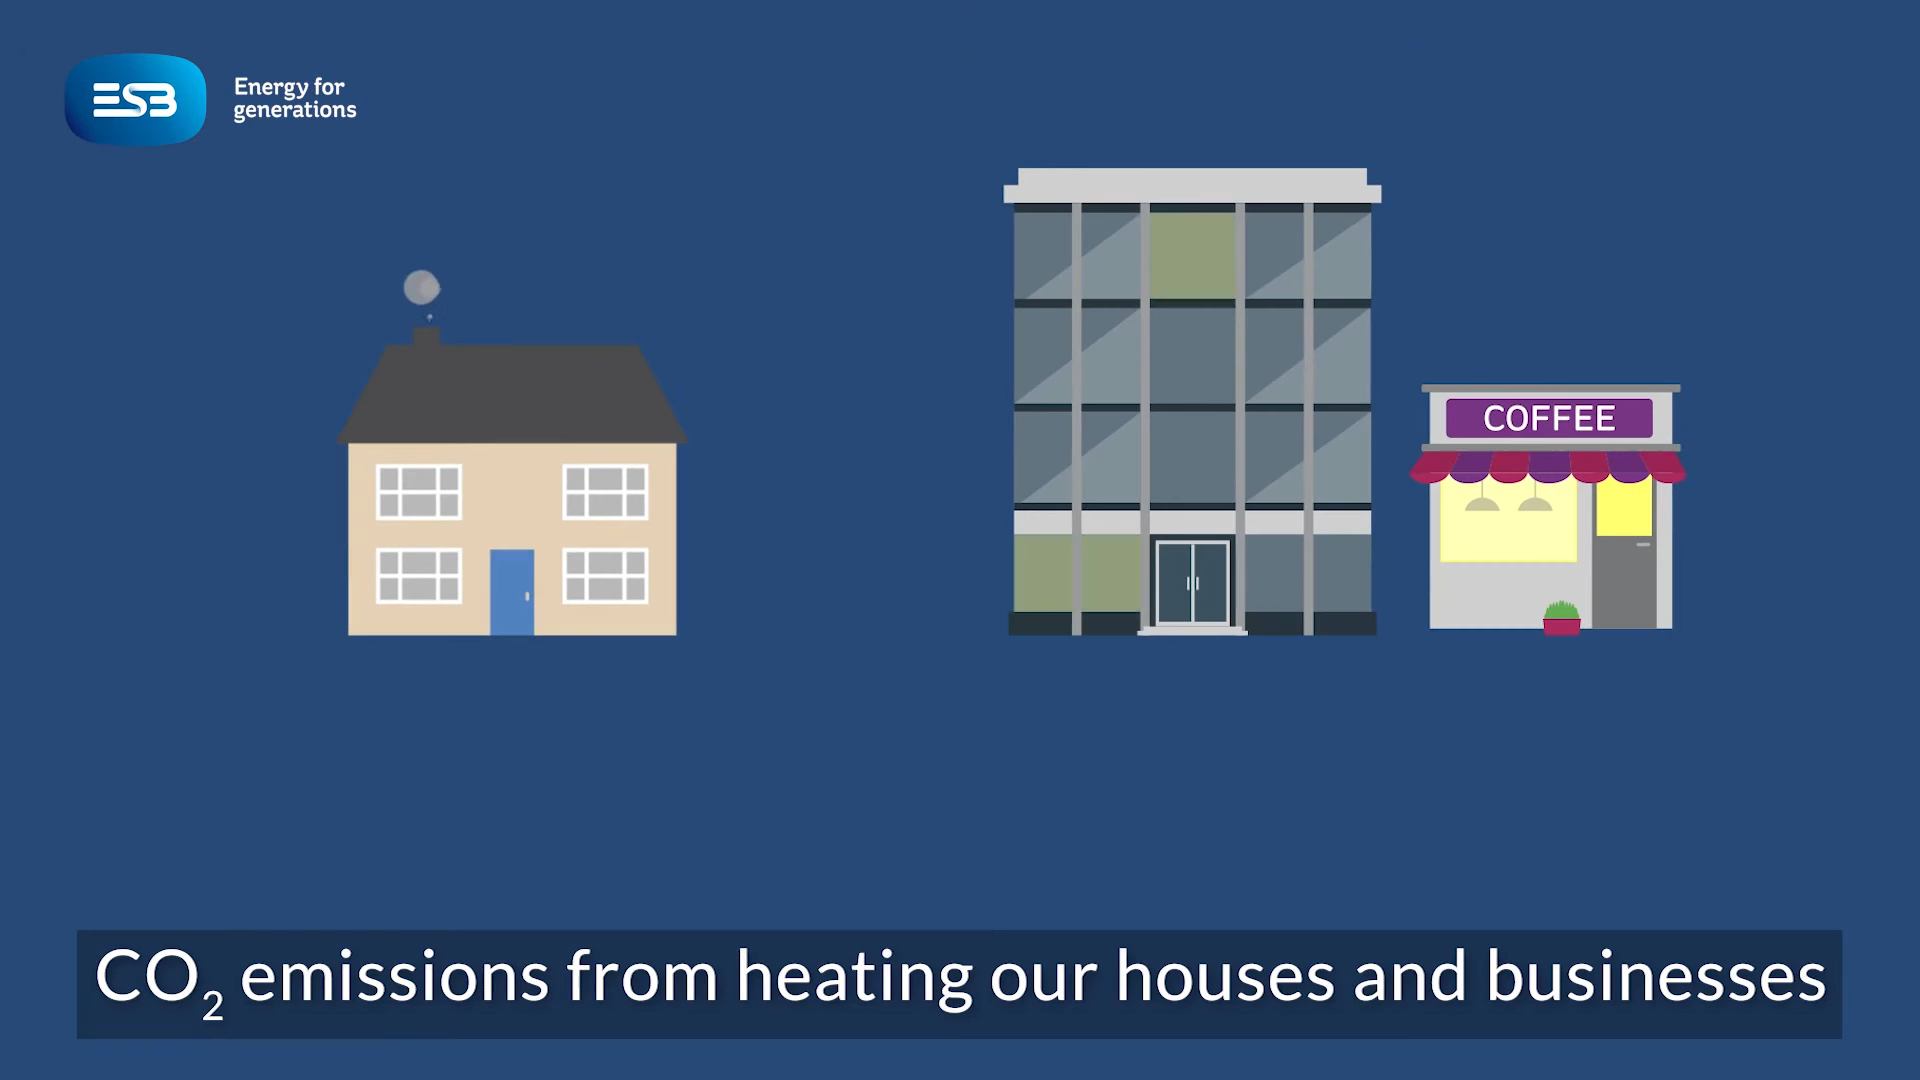 ESB
Energy for
generations
COFFEE
CO₂ emissions from heating our houses and businesses